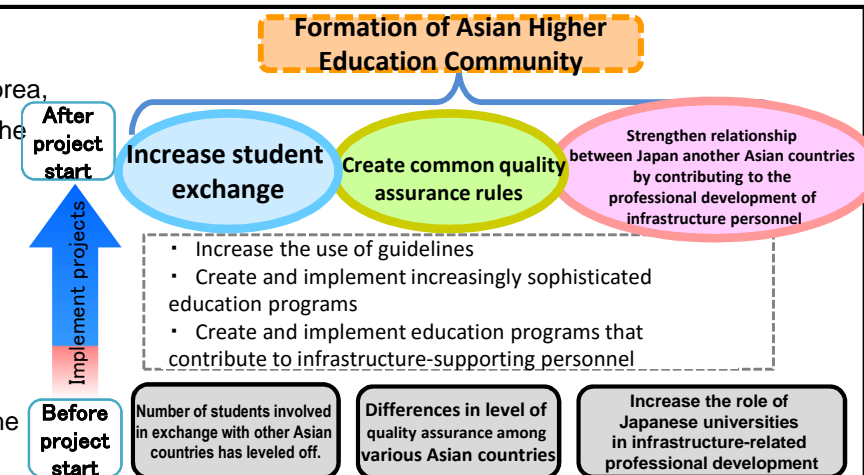 Formation of Asian Higher
Education Community
orea,
he
After
project
start
Increase student
exchange
Create common quality
assurance rules
Strengthen relationship
between Japan another Asian countries
by contributing to the
professional development of
infrastructure personnel
Implement projects
・ Increase the use of guidelines
・ Create and implement increasingly sophisticated
education programs
・ Create and implement education programs that
contribute to infrastructure-supporting personnel
ne
Before
project
start
Number of students involved
in exchange with other Asian
countries has leveled off.
Differences in level of
quality assurance among
various Asian countries
Increase the role of
Japanese universities
in infrastructure-related
professional development